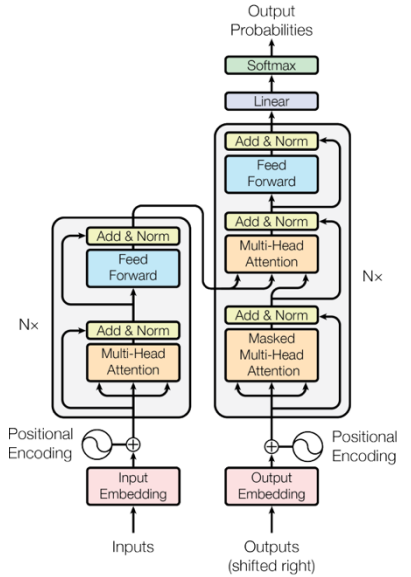 Output
Probabilities
Softmax
Linear
Add & Norm
Feed
Forward
Add & Norm
Multi-Head
Attention
Nx
Add & Norm
Masked
Multi-Head
Attention
Positional
Encoding
Output
Embedding
Outputs
(shifted right)
Add & Norm
Feed
Forward
Nx
Add & Norm
Multi-Head
Attention
Positional
Encoding
Input
Embedding
Inputs